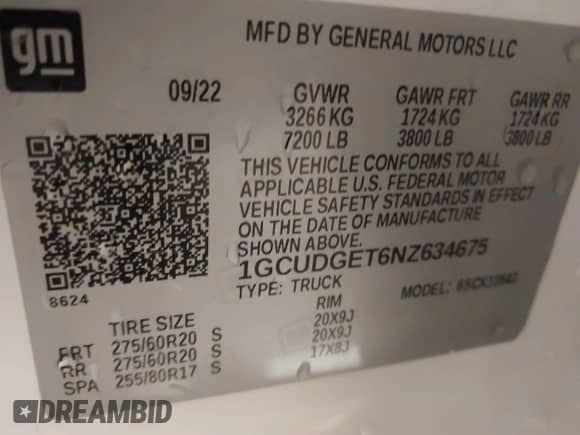 gm
MFD BY GENERAL MOTORS LLC
09/22 GVWR GAWR FRT GAWR RR
3266 KG 1724 KG 1724 KG
7200 LB 3800 LB 3800 LB
THIS VEHICLE CONFORMS TO ALL
APPLICABLE U.S. FEDERAL MOTOR
VEHICLE SAFETY STANDARDS IN EFFECT
ON THE DATE OF MANUFACTURE
SHOWN ABOVE.
1GCUDGET6NZ634675
8624
TYPE: TRUCK MODEL:
TIRE SIZE RIM
FRT 275/60R20 S 20X9J
RR 275/60R20 S 20X9J
SPA 255/80R17 S 17X8J
DREAMBID